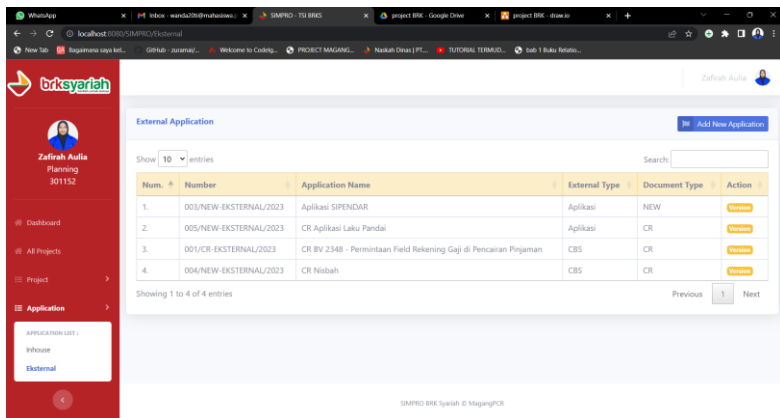 WhatsApp
Inbox - wanda20ti@mahasiswa.p
SIMPRO - TSI BRKS
project BRK - Google Drive
project BRK - draw.io
localhost:8080/SIMPRO/Eksternal
New Tab
Bagaimana saya kel...
GitHub - zurama/...
Welcome to CodeIg...
PROJECT MAGANG...
Naskah Dinas | PT....
TUTORIAL TERMUD...
bab 1 Buku Relatio...
brksyariah
Zafirah Aulia
Zafirah Aulia
Planning
301152
Dashboard
All Projects
Project
Application
APPLICATION LIST :
Inhouse
Eksternal
External Application
Add New Application
Show 10 entries
Search:
Num. Number Application Name External Type Document Type Action
1. 003/NEW-EKSTERNAL/2023 Aplikasi SIPENDAR Aplikasi NEW Version
2. 005/NEW-EKSTERNAL/2023 CR Aplikasi Laku Pandai Aplikasi CR Version
3. 001/CR-EKSTERNAL/2023 CR BV 2348 - Permintaan Field Rekening Gaji di Pencairan Pinjaman CBS CR Version
4. 004/NEW-EKSTERNAL/2023 CR Nisbah CBS CR Version
Showing 1 to 4 of 4 entries
Previous 1 Next
SIMPRO BRK Syariah © MagangPCR